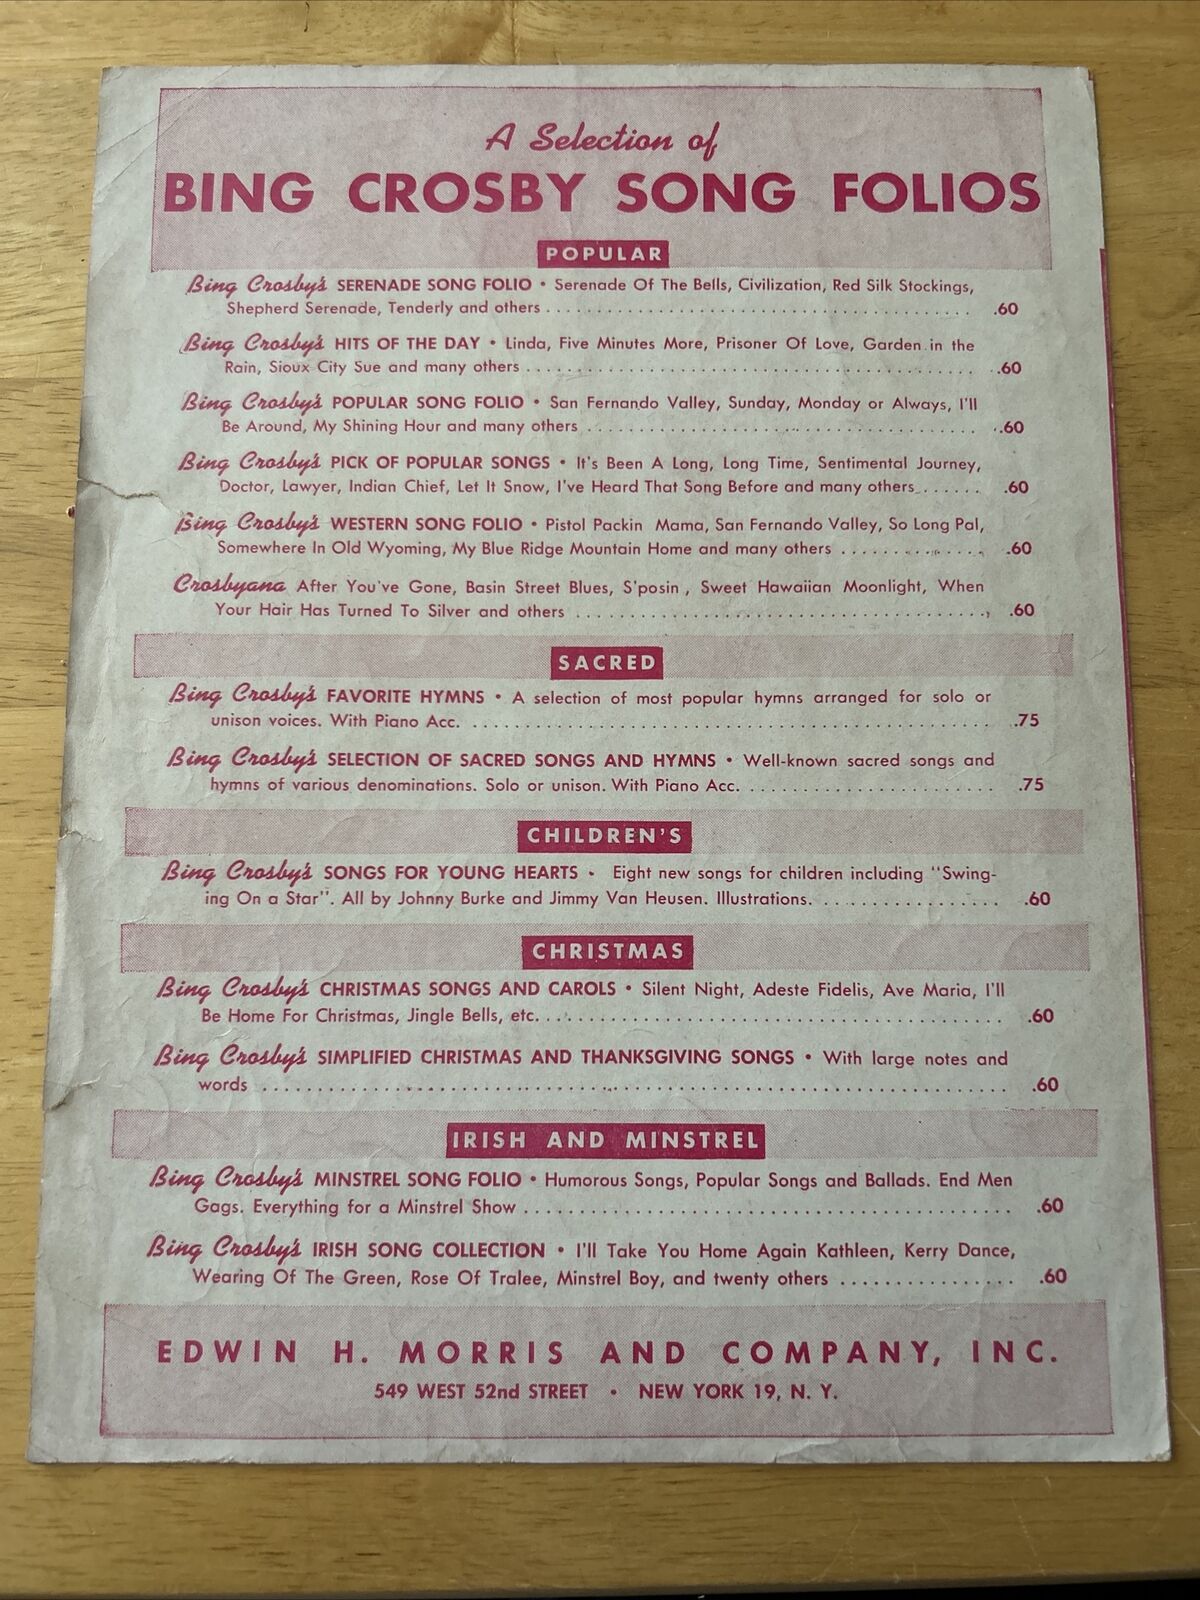 A Selection of
BING CROSBY SONG FOLIOS
POPULAR
Bing Crosby's SERENADE SONG FOLIO • Serenade Of The Bells, Civilization, Red Silk Stockings,
Shepherd Serenade, Tenderly and others . . . . . . . . . . . . . . . . . . . . .60
Bing Crosby's HITS OF THE DAY • Linda, Five Minutes More, Prisoner Of Love, Garden in the
Rain, Sioux City Sue and many others . . . . . . . . . . . . . . . . . . . . .60
Bing Crosby's POPULAR SONG FOLIO • San Fernando Valley, Sunday, Monday or Always, I'll
Be Around, My Shining Hour and many others . . . . . . . . . . . . . . . . . . . . .60
Bing Crosby's PICK OF POPULAR SONGS • It's Been A Long, Long Time, Sentimental Journey,
Doctor, Lawyer, Indian Chief, Let It Snow, I've Heard That Song Before and many others . . . . . . .60
Bing Crosby's WESTERN SONG FOLIO • Pistol Packin Mama, San Fernando Valley, So Long Pal,
Somewhere In Old Wyoming, My Blue Ridge Mountain Home and many others . . . . . . . . . . . .60
Crosbyana After You've Gone, Basin Street Blues, S'posin , Sweet Hawaiian Moonlight, When
Your Hair Has Turned To Silver and others . . . . . . . . . . . . . . . . . . . . .60
SACRED
Bing Crosby's FAVORITE HYMNS • A selection of most popular hymns arranged for solo or
unison voices. With Piano Acc. . . . . . . . . . . . . . . . . . . . . .75
Bing Crosby's SELECTION OF SACRED SONGS AND HYMNS • Well-known sacred songs and
hymns of various denominations. Solo or unison. With Piano Acc. . . . . . . . . . . . . . . . . .75
CHILDREN'S
Bing Crosby's SONGS FOR YOUNG HEARTS • Eight new songs for children including "Swing-
ing On a Star". All by Johnny Burke and Jimmy Van Heusen. Illustrations. . . . . . . . . . . . . . .60
CHRISTMAS
Bing Crosby's CHRISTMAS SONGS AND CAROLS • Silent Night, Adeste Fidelis, Ave Maria, I'll
Be Home For Christmas, Jingle Bells, etc. . . . . . . . . . . . . . . . . . . . . .60
Bing Crosby's SIMPLIFIED CHRISTMAS AND THANKSGIVING SONGS • With large notes and
words . . . . . . . . . . . . . . . . . . . . . .60
IRISH AND MINSTREL
Bing Crosby's MINSTREL SONG FOLIO • Humorous Songs, Popular Songs and Ballads. End Men
Gags. Everything for a Minstrel Show . . . . . . . . . . . . . . . . . . . . .60
Bing Crosby's IRISH SONG COLLECTION • I'll Take You Home Again Kathleen, Kerry Dance,
Wearing Of The Green, Rose Of Tralee, Minstrel Boy, and twenty others . . . . . . . . . . . . . .60
EDWIN H. MORRIS AND COMPANY, INC.
549 WEST 52nd STREET • NEW YORK 19, N. Y.